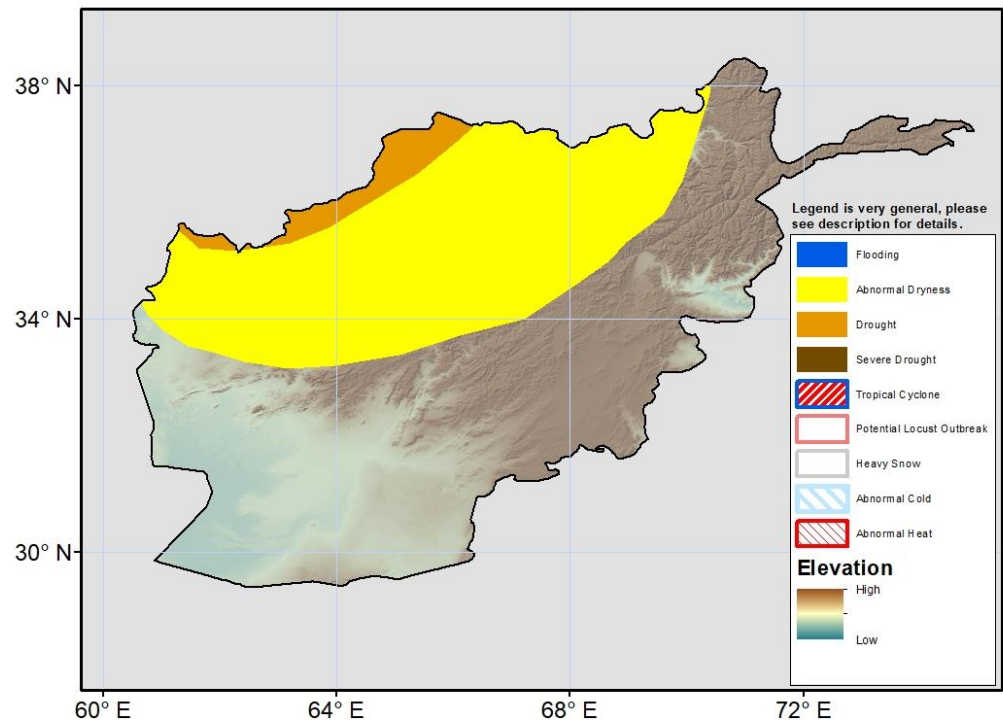 38° N
34° N
30° N
60° E
64° E
68° E
72° E
Legend is very general, please
see description for details.
Flooding
Abnormal Dryness
Drought
Severe Drought
Tropical Cyclone
Potential Locust Outbreak
Heavy Snow
Abnormal Cold
Abnormal Heat
Elevation
High
Low